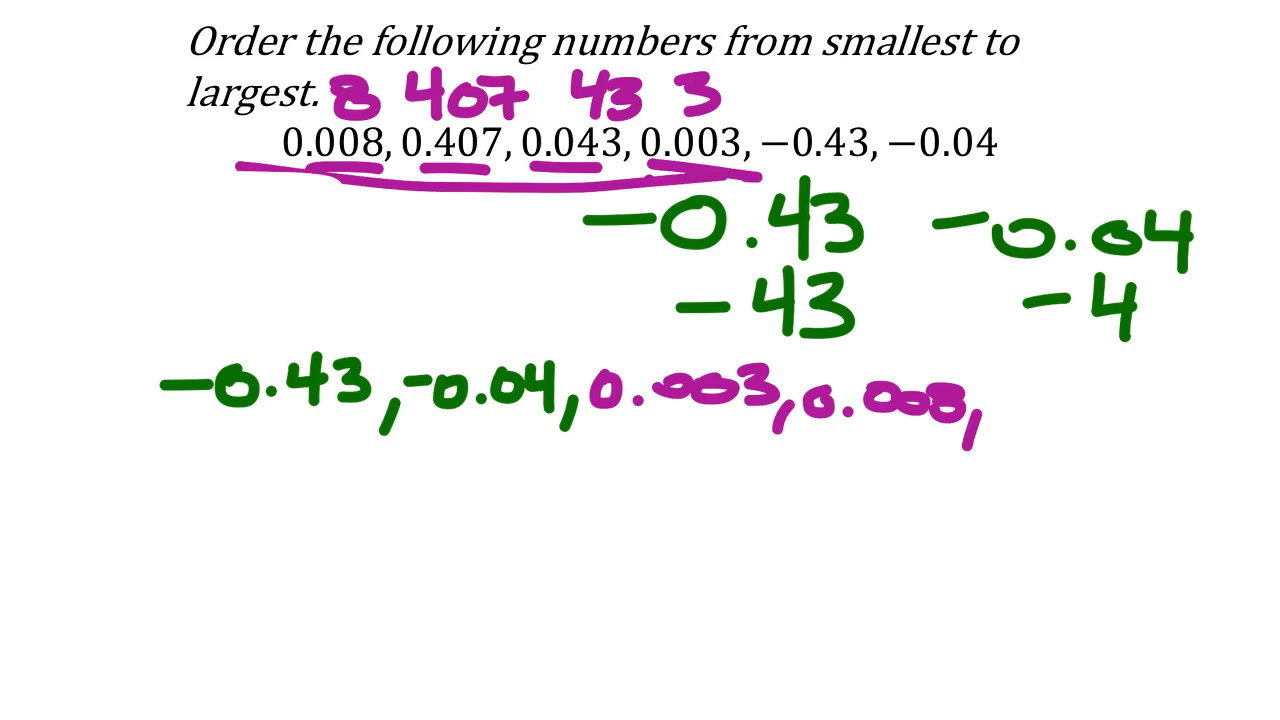 Order the following numbers from smallest to
largest. 8 407 43 3
0.008, 0.407, 0.043, 0.003, −0.43, −0.04
−0.43 −0.04
−43 −4
−0.43, −0.04, 0.003, 0.008,